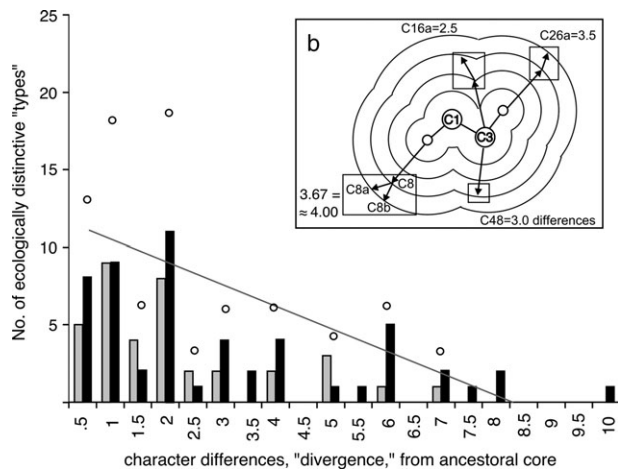 25
20
15
10
5
No. of ecologically distinctive "types"
b
C16a=2.5
C26a=3.5
C1
C3
C8
C8a
C8b
3.67 =
≈ 4.00
C48=3.0 differences
.5 1 1.5 2 2.5 3 3.5 4 4.5 5 5.5 6 6.5 7 7.5 8 8.5 9 9.5 10
character differences, "divergence," from ancestoral core